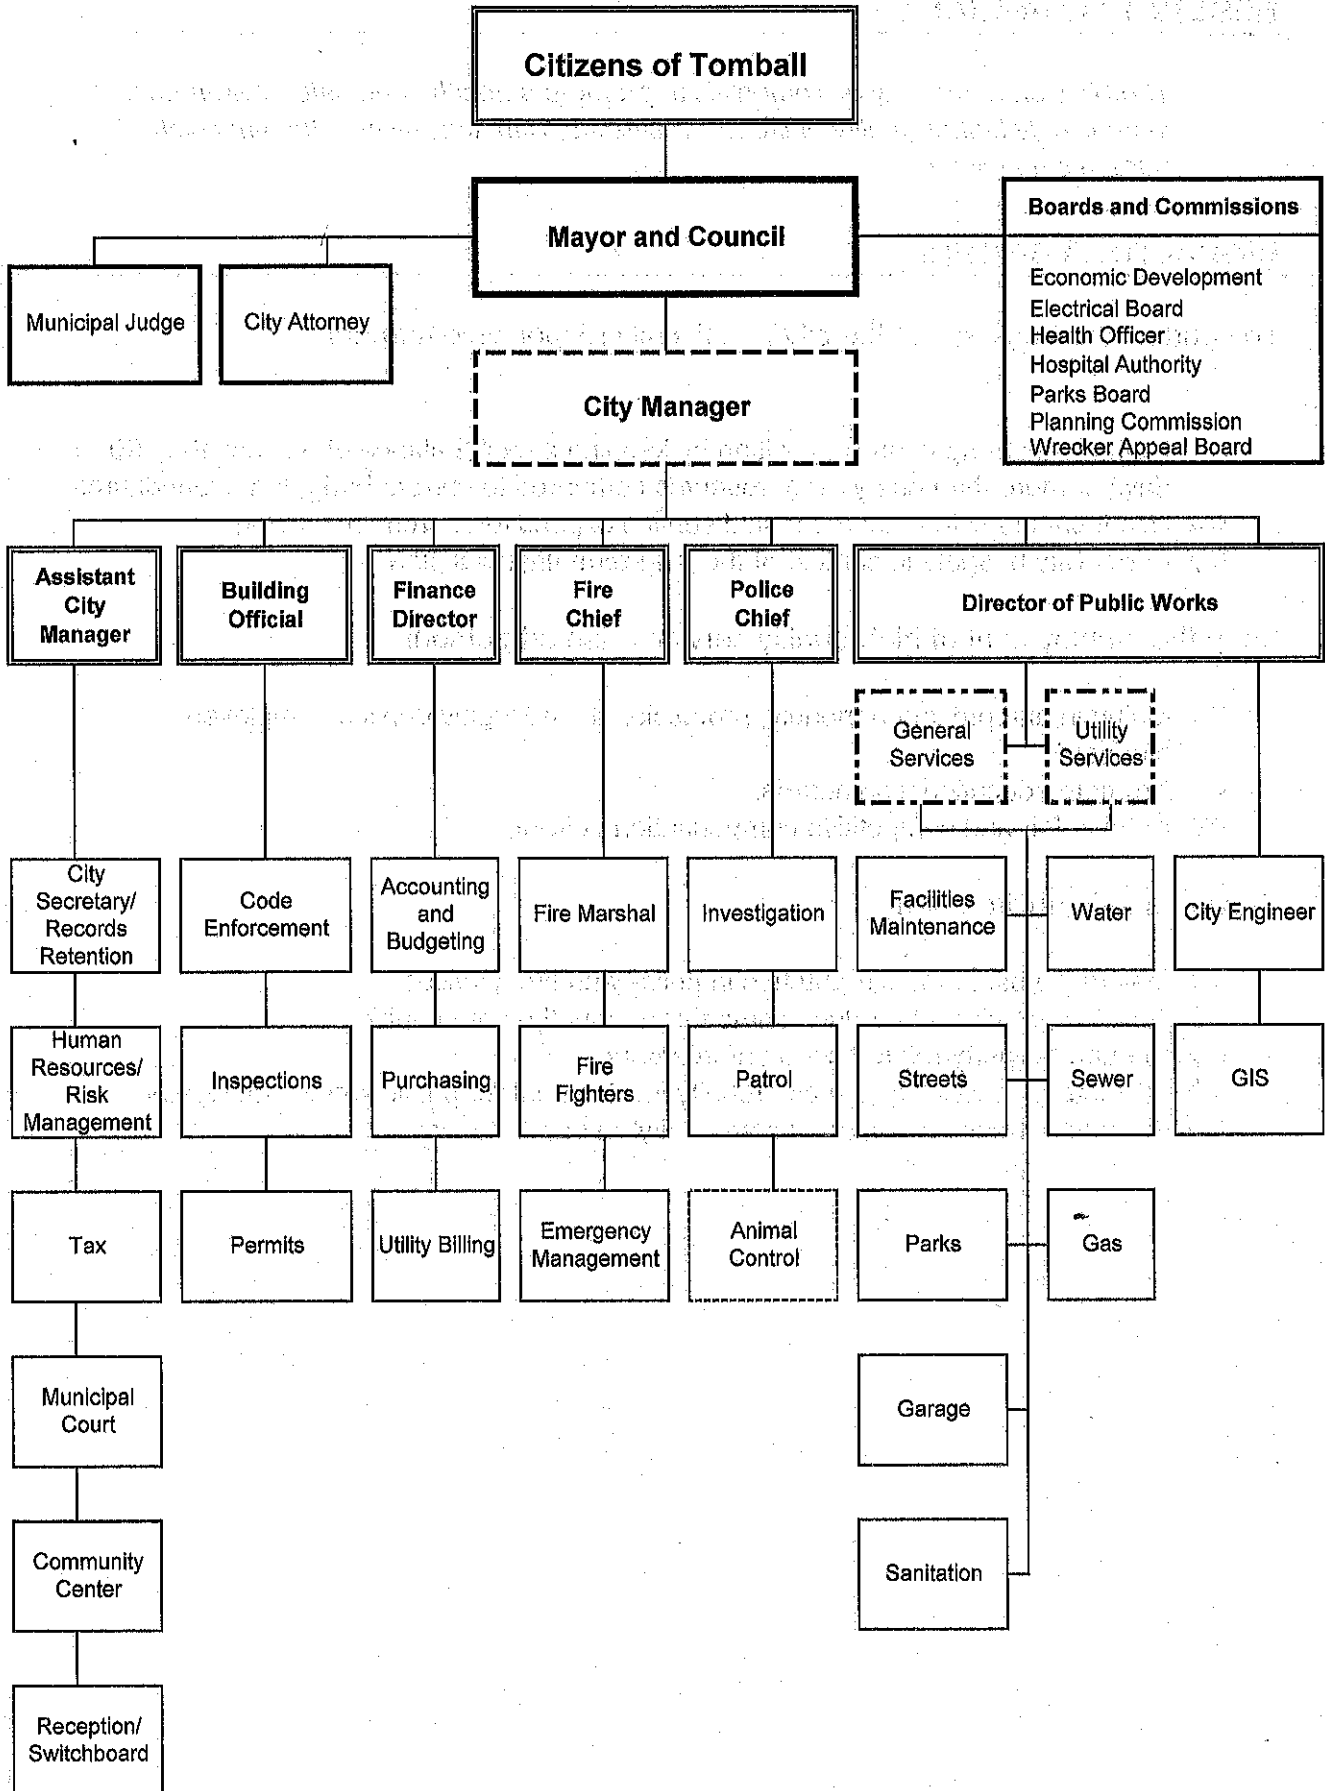 Citizens of Tomball
Mayor and Council
Boards and Commissions
Economic Development
Electrical Board
Health Officer
Hospital Authority
Parks Board
Planning Commission
Wrecker Appeal Board
Municipal Judge
City Attorney
City Manager
Assistant
City
Manager
Building
Official
Finance
Director
Fire
Chief
Police
Chief
Director of Public Works
General
Services
Utility
Services
City
Secretary/
Records
Retention
Code
Enforcement
Accounting
and
Budgeting
Fire Marshal
Investigation
Facilities
Maintenance
Water
City Engineer
Human
Resources/
Risk
Management
Inspections
Purchasing
Fire
Fighters
Patrol
Streets
Sewer
GIS
Tax
Permits
Utility Billing
Emergency
Management
Animal
Control
Parks
Gas
Municipal
Court
Garage
Community
Center
Sanitation
Reception/
Switchboard